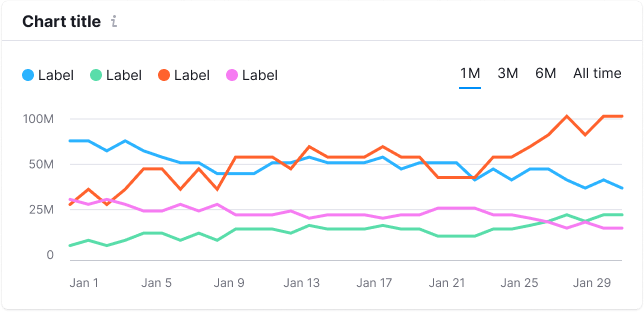 Chart title i
Label Label Label Label 1M 3M 6M All time
100M
50M
25M
0
Jan 1 Jan 5 Jan 9 Jan 13 Jan 17 Jan 21 Jan 25 Jan 29